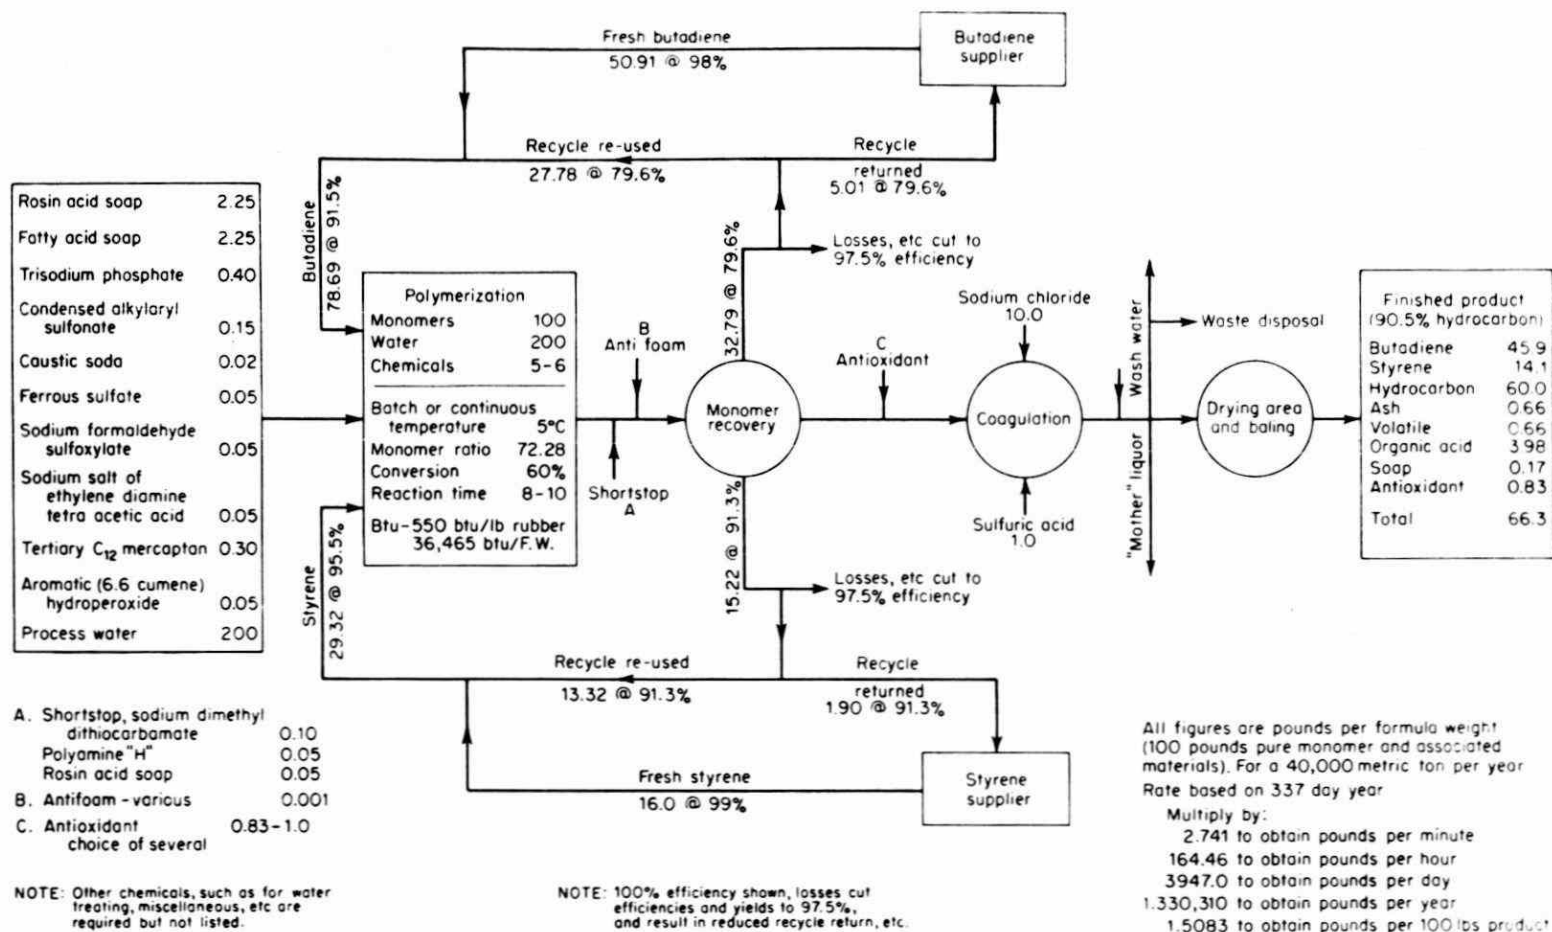 Fresh butadiene
50.91 @ 98%
Butadiene
supplier
Recycle re-used
27.78 @ 79.6%
Recycle
returned
5.01 @ 79.6%
Butadiene
78.69 @ 91.5%
Rosin acid soap 2.25
Fatty acid soap 2.25
Trisodium phosphate 0.40
Condensed alkylaryl
sulfonate 0.15
Caustic soda 0.02
Ferrous sulfate 0.05
Sodium formaldehyde
sulfoxylate 0.05
Sodium salt of
ethylene diamine
tetra acetic acid 0.05
Tertiary C₁₂ mercaptan 0.30
Aromatic (6.6 cumene)
hydroperoxide 0.05
Process water 200
Polymerization
Monomers 100
Water 200
Chemicals 5-6
Batch or continuous
temperature 5°C
Monomer ratio 72.28
Conversion 60%
Reaction time 8-10
Btu-550 btu/lb rubber
36,465 btu/F.W.
B
Anti foam
Shortstop
A
32.79 @ 79.6%
Losses, etc cut to
97.5% efficiency
Monomer
recovery
C
Antioxidant
Sodium chloride
10.0
Coagulation
Sulfuric acid
1.0
Wash water
Waste disposal
"Mother" liquor
Drying area
and baling
Finished product
(90.5% hydrocarbon)
Butadiene 45.9
Styrene 14.1
Hydrocarbon 60.0
Ash 0.66
Volatile 0.66
Organic acid 3.98
Soap 0.17
Antioxidant 0.83
Total 66.3
15.22 @ 91.3%
Losses, etc cut to
97.5% efficiency
Styrene
29.32 @ 95.5%
Recycle re-used
13.32 @ 91.3%
Recycle
returned
1.90 @ 91.3%
Fresh styrene
16.0 @ 99%
Styrene
supplier
A. Shortstop, sodium dimethyl
dithiocarbamate 0.10
Polyamine "H" 0.05
Rosin acid soap 0.05
B. Antifoam - various 0.001
C. Antioxidant 0.83-1.0
choice of several
NOTE: Other chemicals, such as for water
treating, miscellaneous, etc are
required but not listed.
NOTE: 100% efficiency shown, losses cut
efficiencies and yields to 97.5%,
and result in reduced recycle return, etc.
All figures are pounds per formula weight
(100 pounds pure monomer and associated
materials). For a 40,000 metric ton per year
Rate based on 337 day year
Multiply by:
2.741 to obtain pounds per minute
164.46 to obtain pounds per hour
3947.0 to obtain pounds per day
1.330,310 to obtain pounds per year
1.5083 to obtain pounds per 100 lbs product